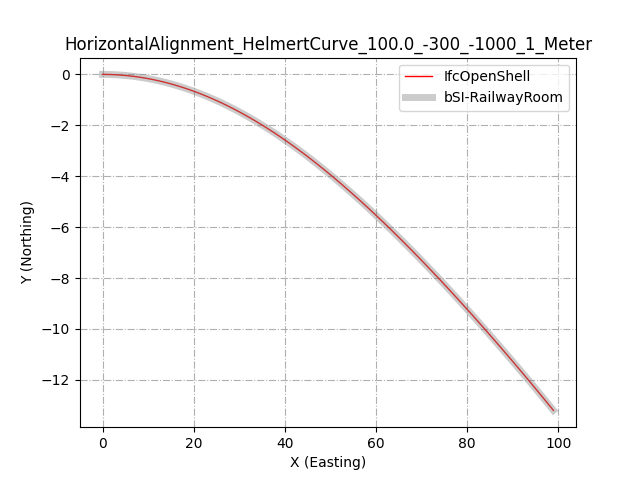 HorizontalAlignment_HelmertCurve_100.0_-300_-1000_1_Meter
IfcOpenShell
bSI-RailwayRoom
0
−2
−4
−6
−8
−10
−12
Y (Northing)
0 20 40 60 80 100
X (Easting)